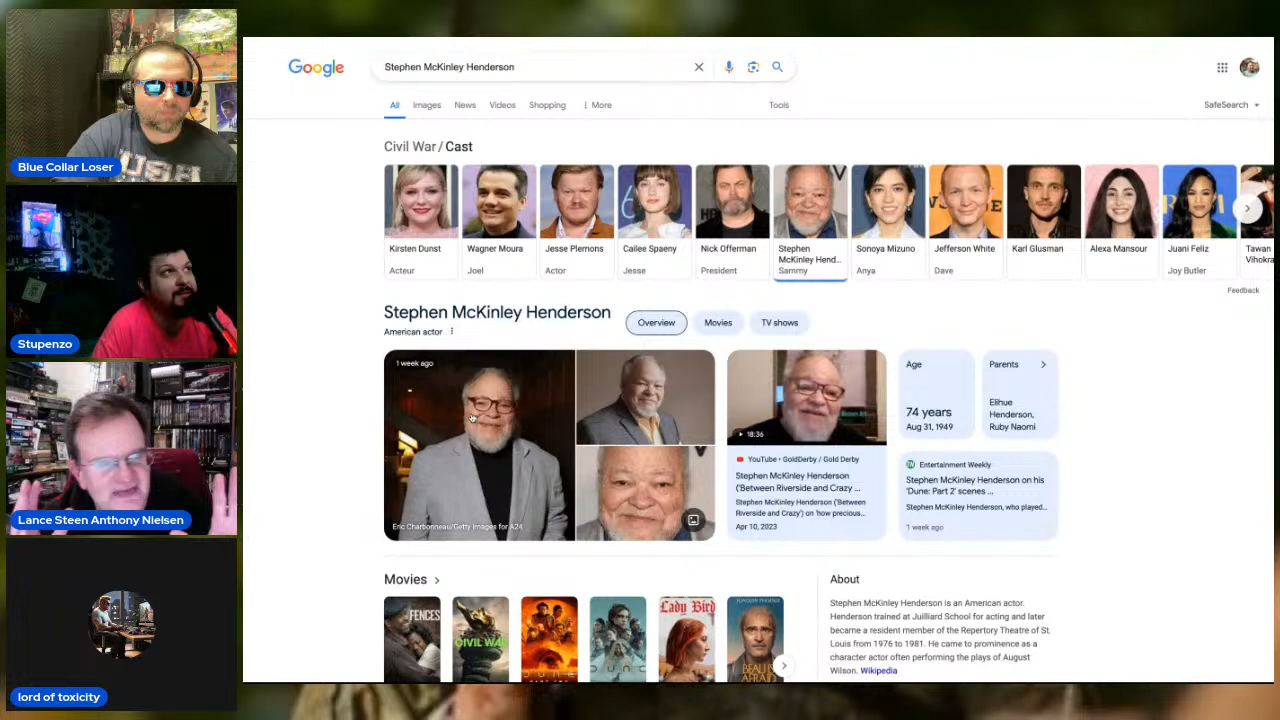 Blue Collar Loser
Stupenzo
Lance Steen Anthony Nielsen
lord of toxicity
Google
Stephen McKinley Henderson
All
Images
News
Videos
Shopping
More
Tools
SafeSearch
Civil War / Cast
Kirsten Dunst
Acteur
Wagner Moura
Joel
Jesse Plemons
Actor
Cailee Spaeny
Jesse
Nick Offerman
President
Stephen
McKinley Hend..
Sammy
Sonoya Mizuno
Anya
Jefferson White
Dave
Karl Glusman
Alexa Mansour
Juani Feliz
Joy Butler
Tawan
Vihokra
Feedback
Stephen McKinley Henderson
American actor
Overview
Movies
TV shows
1 week ago
Eric Charbonneau/Getty Images for A24
18:36
YouTube • GoldDerby / Gold Derby
Stephen McKinley Henderson
('Between Riverside and Crazy ...
Stephen McKinley Henderson ('Between
Riverside and Crazy') on 'how precious...
Apr 10, 2023
Age
74 years
Aug 31, 1949
Parents
Elihue
Henderson,
Ruby Naomi
Entertainment Weekly
Stephen McKinley Henderson on his
'Dune: Part 2' scenes ...
Stephen McKinley Henderson, who played...
1 week ago
Movies
FENCES
CIVIL WAR
DUNE
Lady Bird
JOAQUIN PHOENIX
BEAU IS
AFRAID
About
Stephen McKinley Henderson is an American actor.
Henderson trained at Juilliard School for acting and later
became a resident member of the Repertory Theatre of St.
Louis from 1976 to 1981. He came to prominence as a
character actor often performing the plays of August
Wilson. Wikipedia